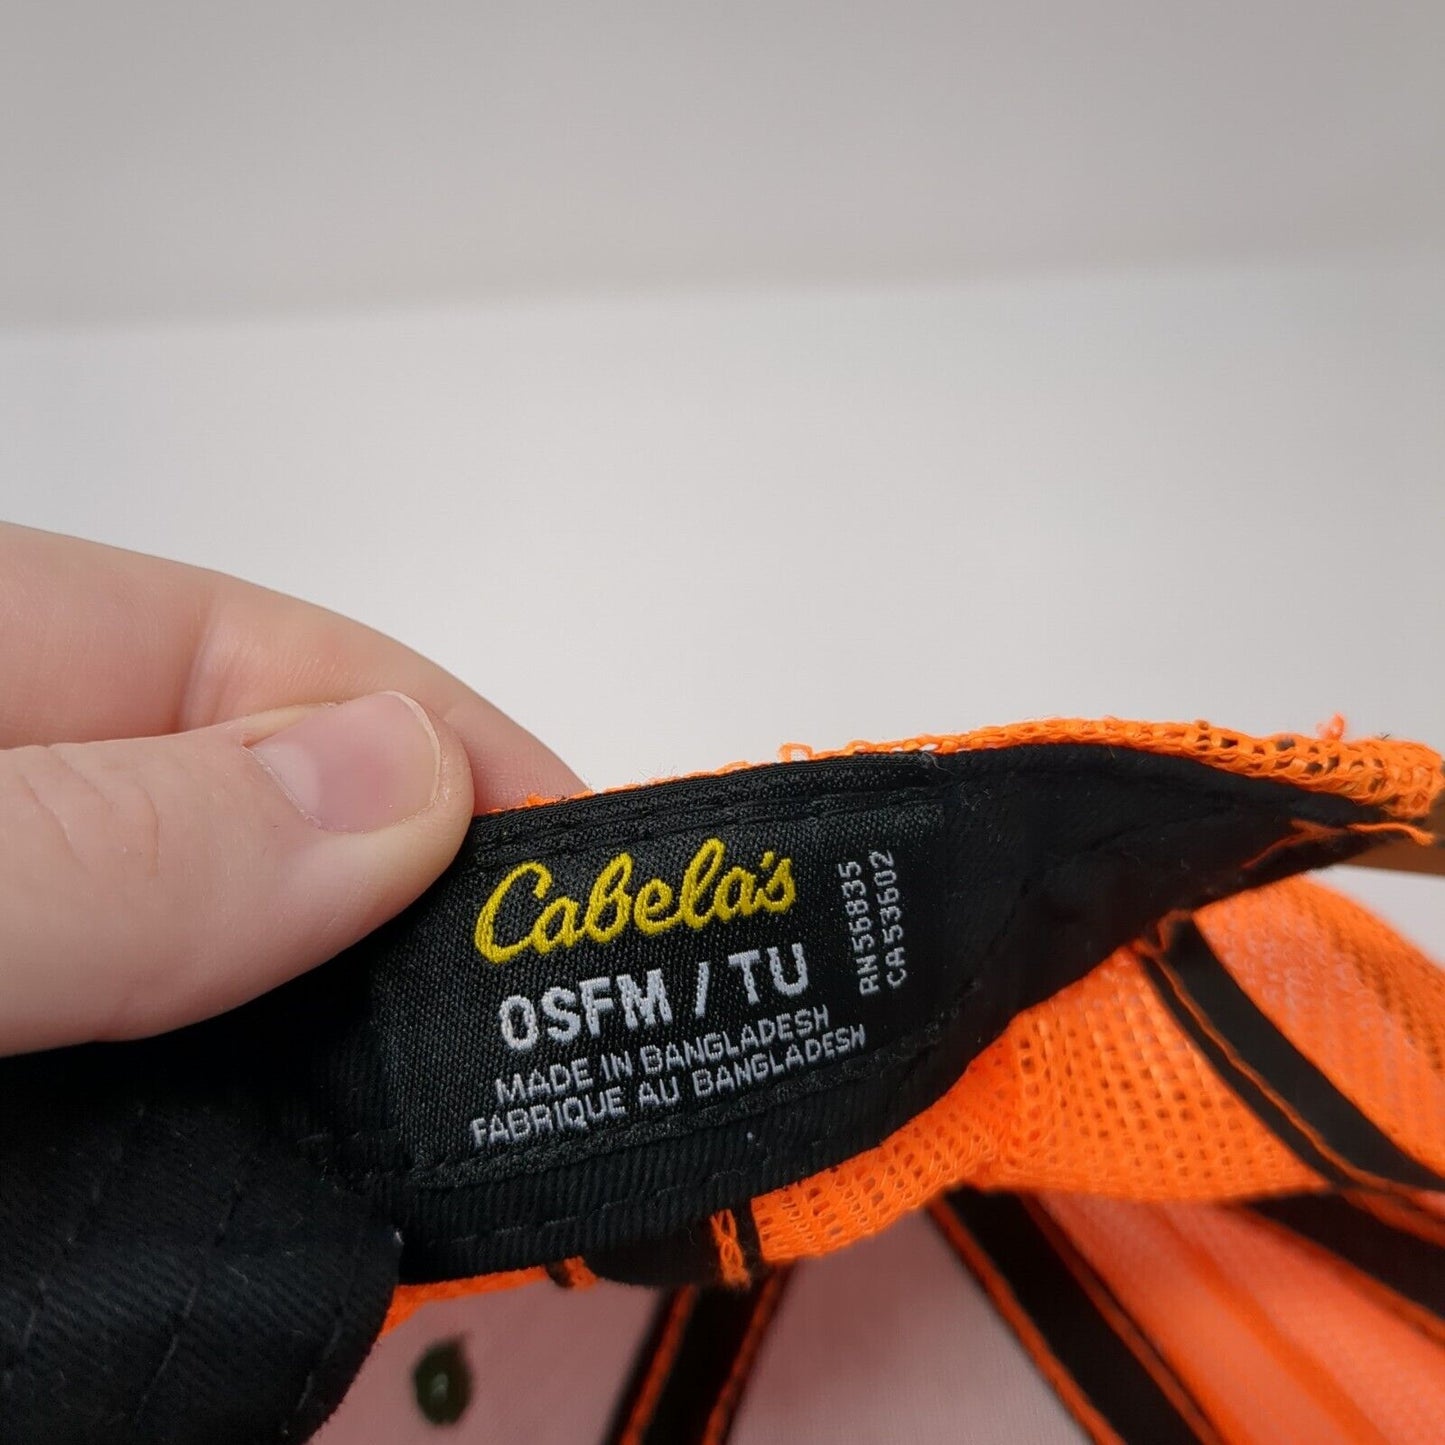 Cabela's
OSFM / TU
MADE IN BANGLADESH
FABRIQUE AU BANGLADESH
RN56835
CA53602